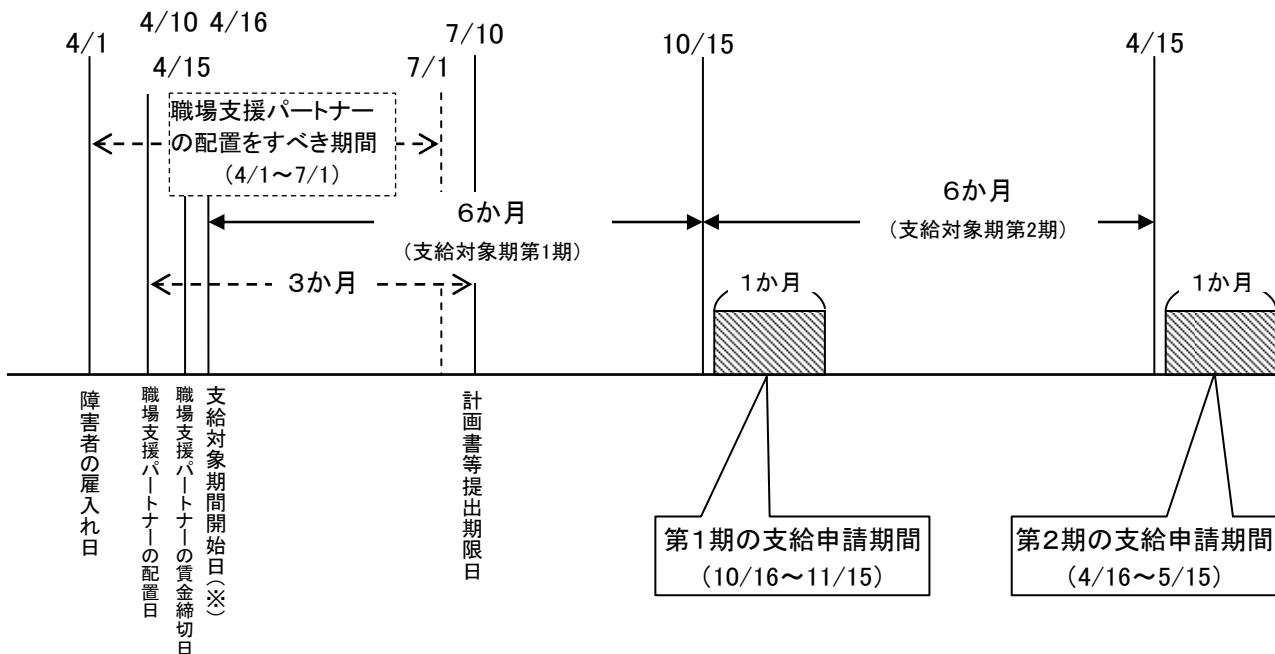 4/1
4/10
4/16
4/15
7/1
7/10
10/15
4/15
職場支援パートナー
の配置をすべき期間
(4/1~7/1)
6か月
(支給対象期第1期)
6か月
(支給対象期第2期)
3か月
1か月
1か月
障害者の雇入れ日
職場支援パートナーの配置日
職場支援パートナーの賃金締切日
支給対象期間開始日(※)
計画書等提出期限日
第1期の支給申請期間
(10/16~11/15)
第2期の支給申請期間
(4/16~5/15)